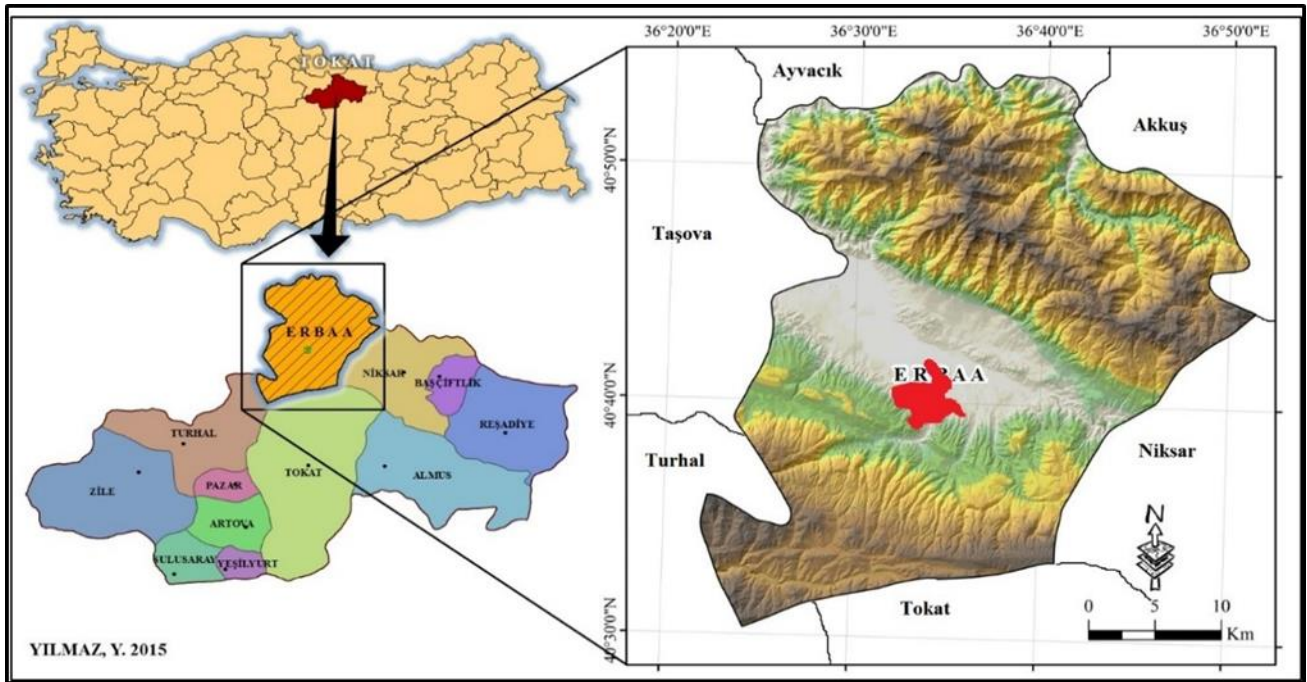 TOKAT
ERBAA
NİKSAR
BAŞÇİFTLİK
REŞADİYE
TURHAL
TOKAT
ALMUS
ZİLE
PAZAR
ARTOVA
SULUSARAY
YEŞİLYURT
YILMAZ, Y. 2015
36°20'0"E
36°30'0"E
36°40'0"E
36°50'0"E
40°50'0"N
40°40'0"N
40°30'0"N
Ayvacık
Akkuş
Taşova
ERBAA
Turhal
Niksar
Tokat
N
0 5 10
Km